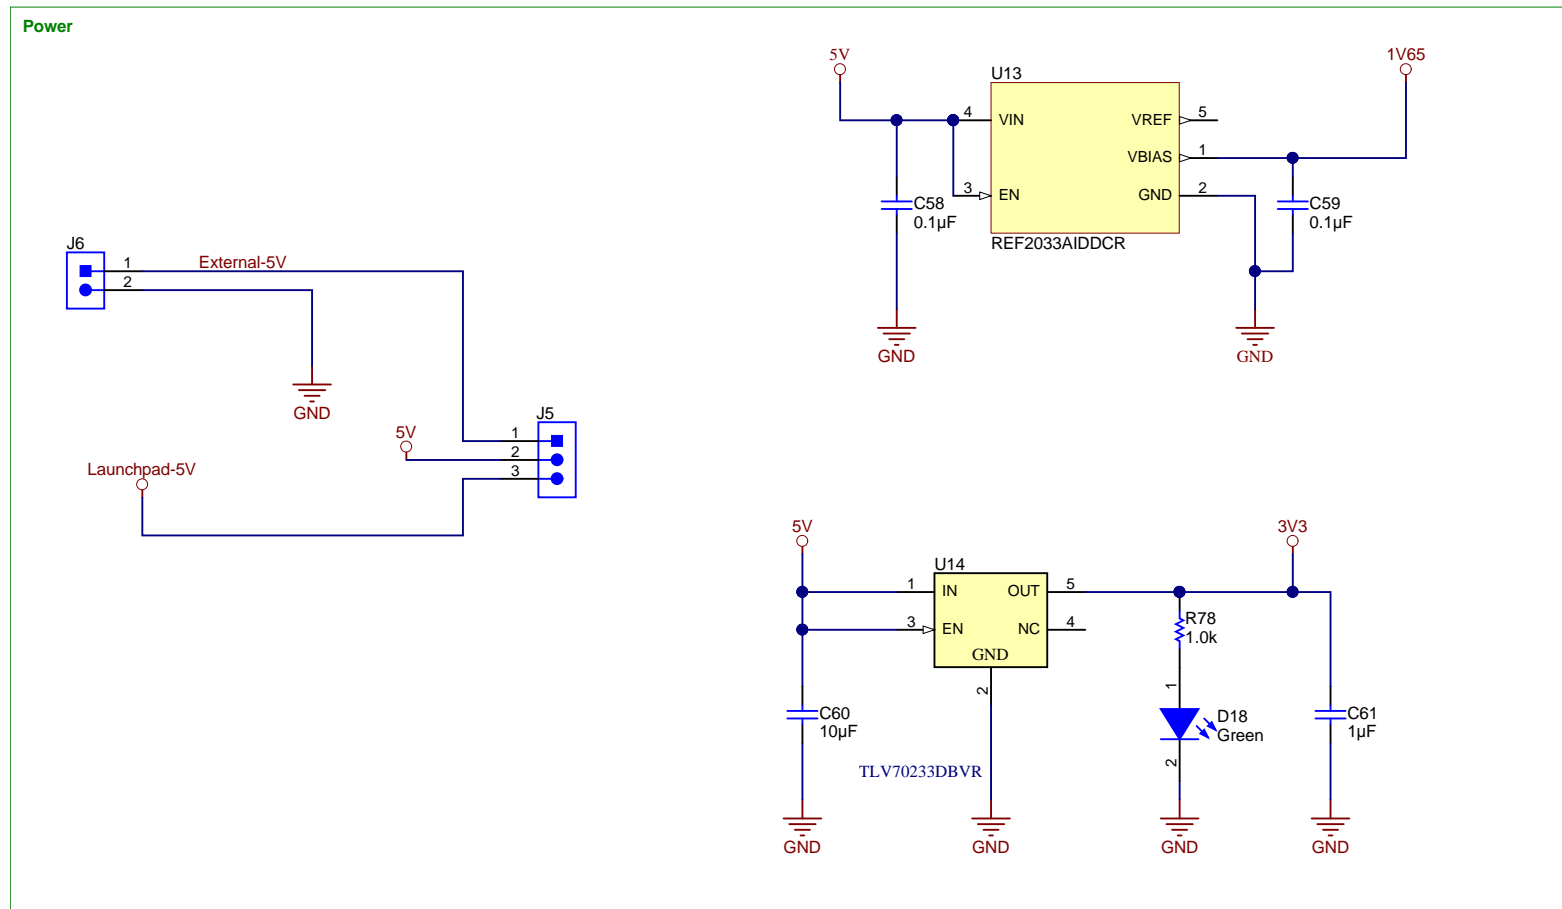 Power
5V
1V65
U13
4 VIN VREF 5
VBIAS 1
3 EN GND 2
C58
0.1µF
C59
0.1µF
REF2033AIDDCR
GND
GND
J6
1 External-5V
2
GND
J5
5V
1
2
3
Launchpad-5V
5V
3V3
U14
1 IN OUT 5
3 EN NC 4
GND
2
R78
1.0k
1
C60
10µF
D18
Green
C61
1µF
2
TLV70233DBVR
GND
GND
GND
GND